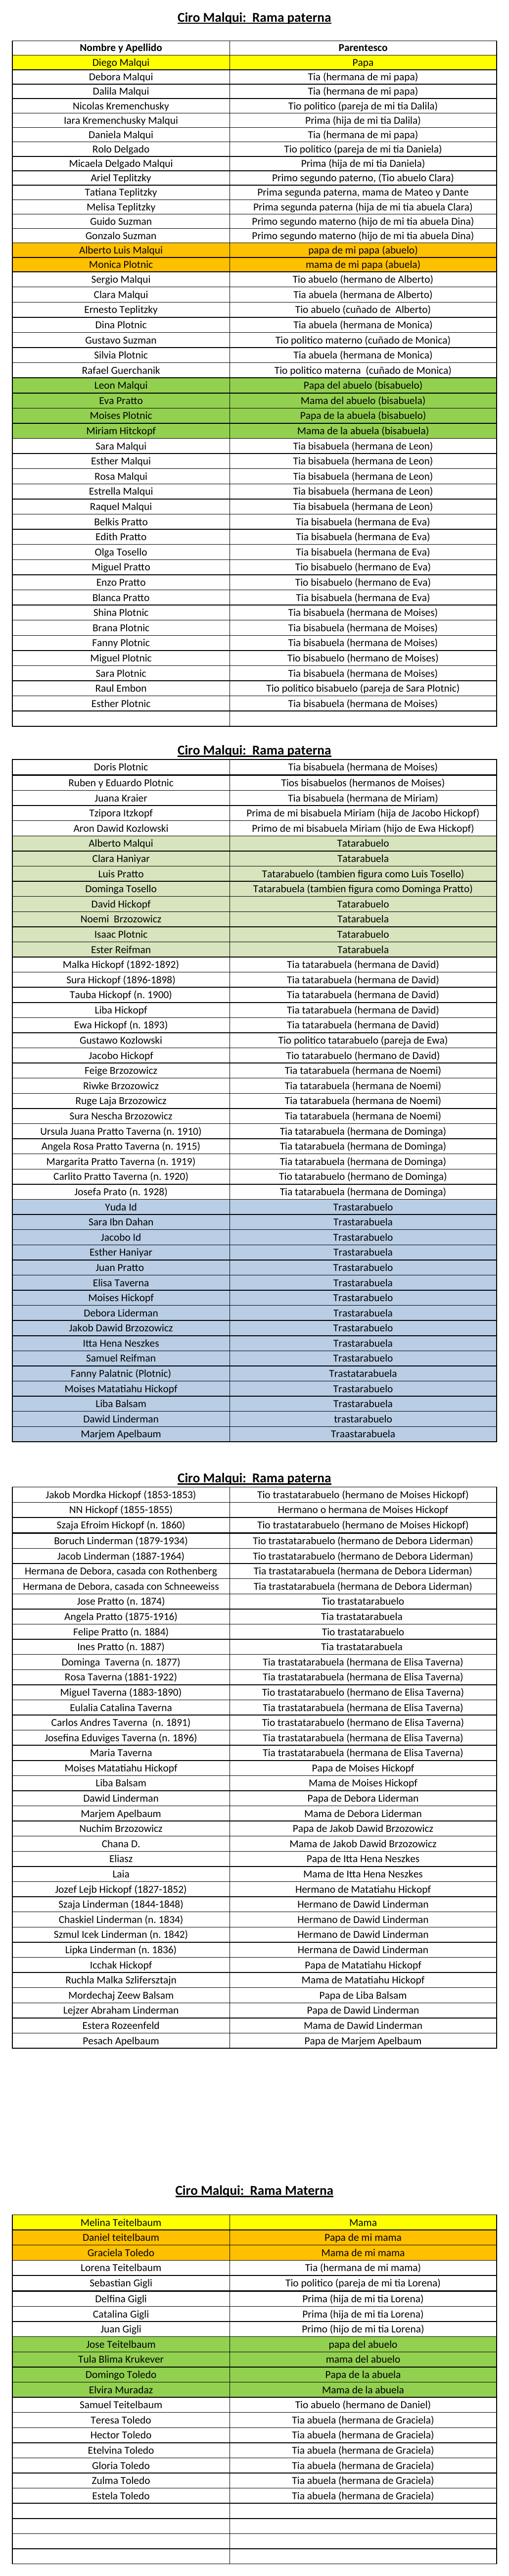 Ciro Malqui: Rama paterna
Nombre y Apellido Parentesco
Diego Malqui Papa
Debora Malqui Tia (hermana de mi papa)
Dalila Malqui Tia (hermana de mi papa)
Nicolas Kremenchusky Tio politico (pareja de mi tia Dalila)
Iara Kremenchusky Malqui Prima (hija de mi tia Dalila)
Daniela Malqui Tia (hermana de mi papa)
Rolo Delgado Tio politico (pareja de mi tia Daniela)
Micaela Delgado Malqui Prima (hija de mi tia Daniela)
Ariel Teplitzky Primo segundo paterno, (Tio abuelo Clara)
Tatiana Teplitzky Prima segunda paterna, mama de Mateo y Dante
Melisa Teplitzky Prima segunda paterna (hija de mi tia abuela Clara)
Guido Suzman Primo segundo materno (hijo de mi tia abuela Dina)
Gonzalo Suzman Primo segundo materno (hijo de mi tia abuela Dina)
Alberto Luis Malqui papa de mi papa (abuelo)
Monica Plotnic mama de mi papa (abuela)
Sergio Malqui Tio abuelo (hermano de Alberto)
Clara Malqui Tia abuela (hermana de Alberto)
Ernesto Teplitzky Tio abuelo (cuñado de Alberto)
Dina Plotnic Tia abuela (hermana de Monica)
Gustavo Suzman Tio politico materno (cuñado de Monica)
Silvia Plotnic Tia abuela (hermana de Monica)
Rafael Guerchanik Tio politico materna (cuñado de Monica)
Leon Malqui Papa del abuelo (bisabuelo)
Eva Pratto Mama del abuelo (bisabuela)
Moises Plotnic Papa de la abuela (bisabuelo)
Miriam Hitckopf Mama de la abuela (bisabuela)
Sara Malqui Tia bisabuela (hermana de Leon)
Esther Malqui Tia bisabuela (hermana de Leon)
Rosa Malqui Tia bisabuela (hermana de Leon)
Estrella Malqui Tia bisabuela (hermana de Leon)
Raquel Malqui Tia bisabuela (hermana de Leon)
Belkis Pratto Tia bisabuela (hermana de Eva)
Edith Pratto Tia bisabuela (hermana de Eva)
Olga Tosello Tia bisabuela (hermana de Eva)
Miguel Pratto Tio bisabuelo (hermano de Eva)
Enzo Pratto Tio bisabuelo (hermano de Eva)
Blanca Pratto Tia bisabuela (hermana de Eva)
Shina Plotnic Tia bisabuela (hermana de Moises)
Brana Plotnic Tia bisabuela (hermana de Moises)
Fanny Plotnic Tia bisabuela (hermana de Moises)
Miguel Plotnic Tio bisabuelo (hermano de Moises)
Sara Plotnic Tia bisabuela (hermana de Moises)
Raul Embon Tio politico bisabuelo (pareja de Sara Plotnic)
Esther Plotnic Tia bisabuela (hermana de Moises)
Ciro Malqui: Rama paterna
Doris Plotnic Tia bisabuela (hermana de Moises)
Ruben y Eduardo Plotnic Tios bisabuelos (hermanos de Moises)
Juana Kraier Tia bisabuela (hermana de Miriam)
Tzipora Itzkopf Prima de mi bisabuela Miriam (hija de Jacobo Hickopf)
Aron Dawid Kozlowski Primo de mi bisabuela Miriam (hijo de Ewa Hickopf)
Alberto Malqui Tatarabuelo
Clara Haniyar Tatarabuela
Luis Pratto Tatarabuelo (tambien figura como Luis Tosello)
Dominga Tosello Tatarabuela (tambien figura como Dominga Pratto)
David Hickopf Tatarabuelo
Noemi Brzozowicz Tatarabuela
Isaac Plotnic Tatarabuelo
Ester Reifman Tatarabuela
Malka Hickopf (1892-1892) Tia tatarabuela (hermana de David)
Sura Hickopf (1896-1898) Tia tatarabuela (hermana de David)
Tauba Hickopf (n. 1900) Tia tatarabuela (hermana de David)
Liba Hickopf Tia tatarabuela (hermana de David)
Ewa Hickopf (n. 1893) Tia tatarabuela (hermana de David)
Gustawo Kozlowski Tio politico tatarabuelo (pareja de Ewa)
Jacobo Hickopf Tio tatarabuelo (hermano de David)
Feige Brzozowicz Tia tatarabuela (hermana de Noemi)
Riwke Brzozowicz Tia tatarabuela (hermana de Noemi)
Ruge Laja Brzozowicz Tia tatarabuela (hermana de Noemi)
Sura Nescha Brzozowicz Tia tatarabuela (hermana de Noemi)
Ursula Juana Pratto Taverna (n. 1910) Tia tatarabuela (hermana de Dominga)
Angela Rosa Pratto Taverna (n. 1915) Tia tatarabuela (hermana de Dominga)
Margarita Pratto Taverna (n. 1919) Tia tatarabuela (hermana de Dominga)
Carlito Pratto Taverna (n. 1920) Tio tatarabuelo (hermano de Dominga)
Josefa Prato (n. 1928) Tia tatarabuela (hermana de Dominga)
Yuda Id Trastarabuelo
Sara Ibn Dahan Trastarabuela
Jacobo Id Trastarabuelo
Esther Haniyar Trastarabuela
Juan Pratto Trastarabuelo
Elisa Taverna Trastarabuela
Moises Hickopf Trastarabuelo
Debora Liderman Trastarabuela
Jakob Dawid Brzozowicz Trastarabuelo
Itta Hena Neszkes Trastarabuela
Samuel Reifman Trastarabuelo
Fanny Palatnic (Plotnic) Trastatarabuela
Moises Matatiahu Hickopf Trastarabuelo
Liba Balsam Trastarabuela
Dawid Linderman trastarabuelo
Marjem Apelbaum Traastarabuela
Ciro Malqui: Rama paterna
Jakob Mordka Hickopf (1853-1853) Tio trastatarabuelo (hermano de Moises Hickopf)
NN Hickopf (1855-1855) Hermano o hermana de Moises Hickopf
Szaja Efroim Hickopf (n. 1860) Tio trastatarabuelo (hermano de Moises Hickopf)
Boruch Linderman (1879-1934) Tio trastatarabuelo (hermano de Debora Liderman)
Jacob Linderman (1887-1964) Tio trastatarabuelo (hermano de Debora Liderman)
Hermana de Debora, casada con Rothenberg Tia trastatarabuela (hermana de Debora Liderman)
Hermana de Debora, casada con Schneeweiss Tia trastatarabuela (hermana de Debora Liderman)
Jose Pratto (n. 1874) Tio trastatarabuelo
Angela Pratto (1875-1916) Tia trastatarabuela
Felipe Pratto (n. 1884) Tio trastatarabuelo
Ines Pratto (n. 1887) Tia trastatarabuela
Dominga Taverna (n. 1877) Tia trastatarabuela (hermana de Elisa Taverna)
Rosa Taverna (1881-1922) Tia trastatarabuela (hermana de Elisa Taverna)
Miguel Taverna (1883-1890) Tio trastatarabuelo (hermano de Elisa Taverna)
Eulalia Catalina Taverna Tia trastatarabuela (hermana de Elisa Taverna)
Carlos Andres Taverna (n. 1891) Tio trastatarabuelo (hermano de Elisa Taverna)
Josefina Eduviges Taverna (n. 1896) Tia trastatarabuela (hermana de Elisa Taverna)
Maria Taverna Tia trastatarabuela (hermana de Elisa Taverna)
Moises Matatiahu Hickopf Papa de Moises Hickopf
Liba Balsam Mama de Moises Hickopf
Dawid Linderman Papa de Debora Liderman
Marjem Apelbaum Mama de Debora Liderman
Nuchim Brzozowicz Papa de Jakob Dawid Brzozowicz
Chana D. Mama de Jakob Dawid Brzozowicz
Eliasz Papa de Itta Hena Neszkes
Laia Mama de Itta Hena Neszkes
Jozef Lejb Hickopf (1827-1852) Hermano de Matatiahu Hickopf
Szaja Linderman (1844-1848) Hermano de Dawid Linderman
Chaskiel Linderman (n. 1834) Hermano de Dawid Linderman
Szmul Icek Linderman (n. 1842) Hermano de Dawid Linderman
Lipka Linderman (n. 1836) Hermana de Dawid Linderman
Icchak Hickopf Papa de Matatiahu Hickopf
Ruchla Malka Szlifersztajn Mama de Matatiahu Hickopf
Mordechaj Zeew Balsam Papa de Liba Balsam
Lejzer Abraham Linderman Papa de Dawid Linderman
Estera Rozeenfeld Mama de Dawid Linderman
Pesach Apelbaum Papa de Marjem Apelbaum
Ciro Malqui: Rama Materna
Melina Teitelbaum Mama
Daniel teitelbaum Papa de mi mama
Graciela Toledo Mama de mi mama
Lorena Teitelbaum Tia (hermana de mi mama)
Sebastian Gigli Tio politico (pareja de mi tia Lorena)
Delfina Gigli Prima (hija de mi tia Lorena)
Catalina Gigli Prima (hija de mi tia Lorena)
Juan Gigli Primo (hijo de mi tia Lorena)
Jose Teitelbaum papa del abuelo
Tula Blima Krukever mama del abuelo
Domingo Toledo Papa de la abuela
Elvira Muradaz Mama de la abuela
Samuel Teitelbaum Tio abuelo (hermano de Daniel)
Teresa Toledo Tia abuela (hermana de Graciela)
Hector Toledo Tia abuela (hermana de Graciela)
Etelvina Toledo Tia abuela (hermana de Graciela)
Gloria Toledo Tia abuela (hermana de Graciela)
Zulma Toledo Tia abuela (hermana de Graciela)
Estela Toledo Tia abuela (hermana de Graciela)